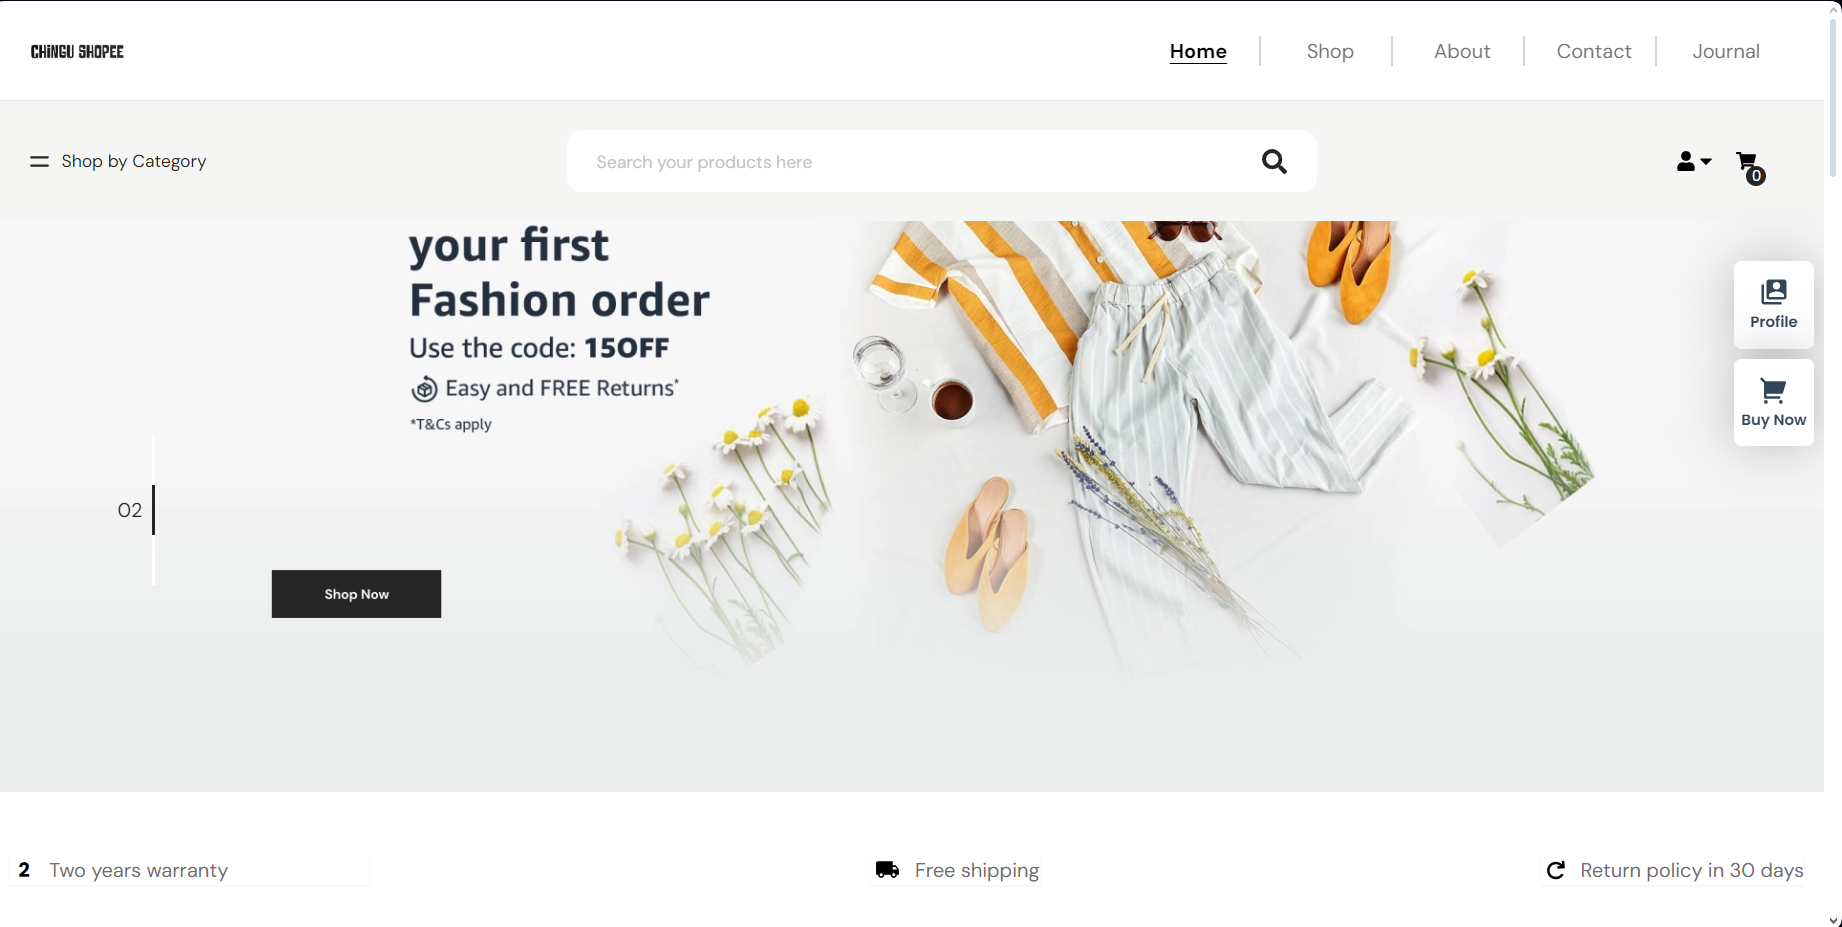 CHiNGU SHOPEE
Home
Shop
About
Contact
Journal
Shop by Category
Search your products here
0
your first
Fashion order
Use the code: 15OFF
Easy and FREE Returns*
*T&Cs apply
Profile
Buy Now
02
Shop Now
2 Two years warranty
Free shipping
Return policy in 30 days